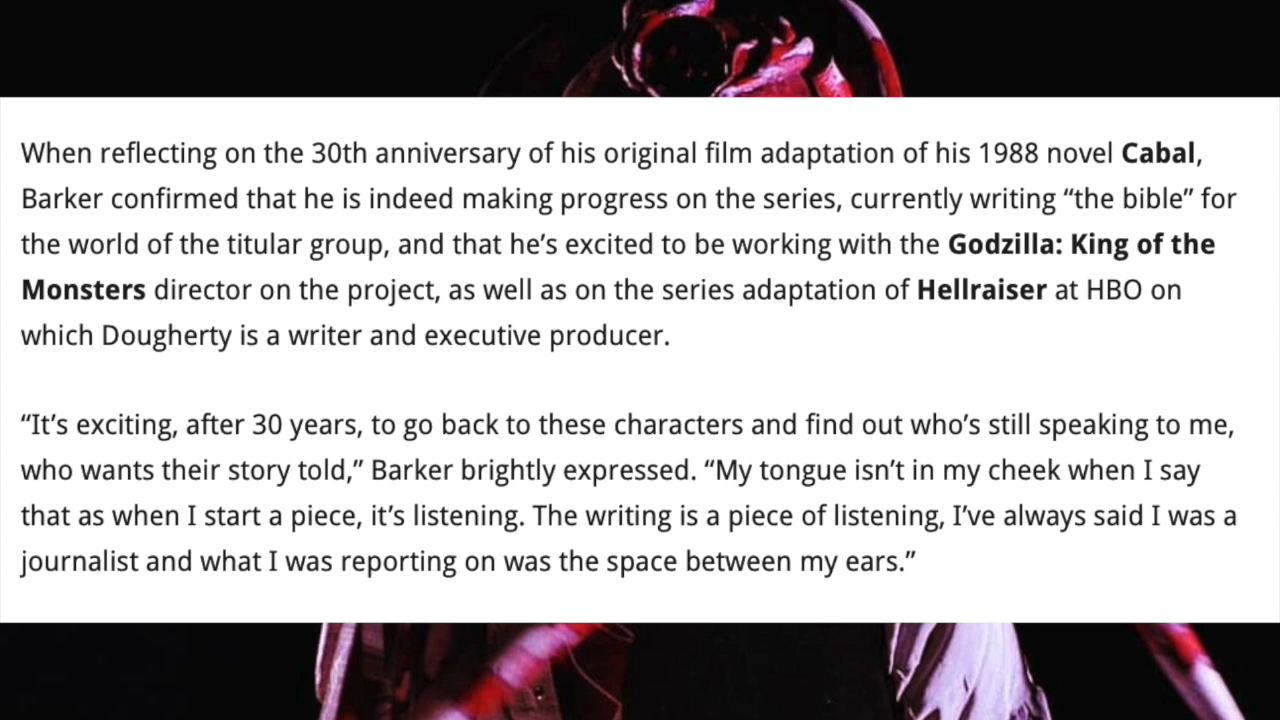 When reflecting on the 30th anniversary of his original film adaptation of his 1988 novel Cabal,
Barker confirmed that he is indeed making progress on the series, currently writing “the bible” for
the world of the titular group, and that he’s excited to be working with the Godzilla: King of the
Monsters director on the project, as well as on the series adaptation of Hellraiser at HBO on
which Dougherty is a writer and executive producer.
“It’s exciting, after 30 years, to go back to these characters and find out who’s still speaking to me,
who wants their story told,” Barker brightly expressed. “My tongue isn’t in my cheek when I say
that as when I start a piece, it’s listening. The writing is a piece of listening, I’ve always said I was a
journalist and what I was reporting on was the space between my ears.”